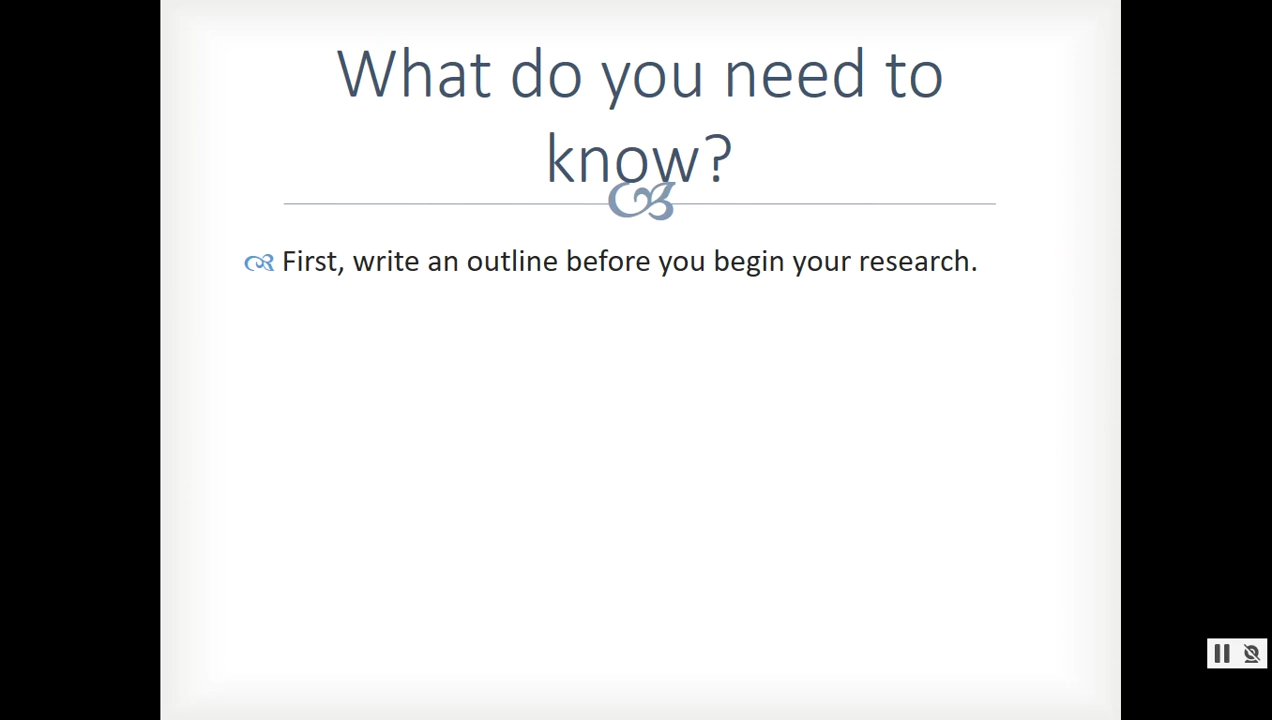 What do you need to
know?
First, write an outline before you begin your research.